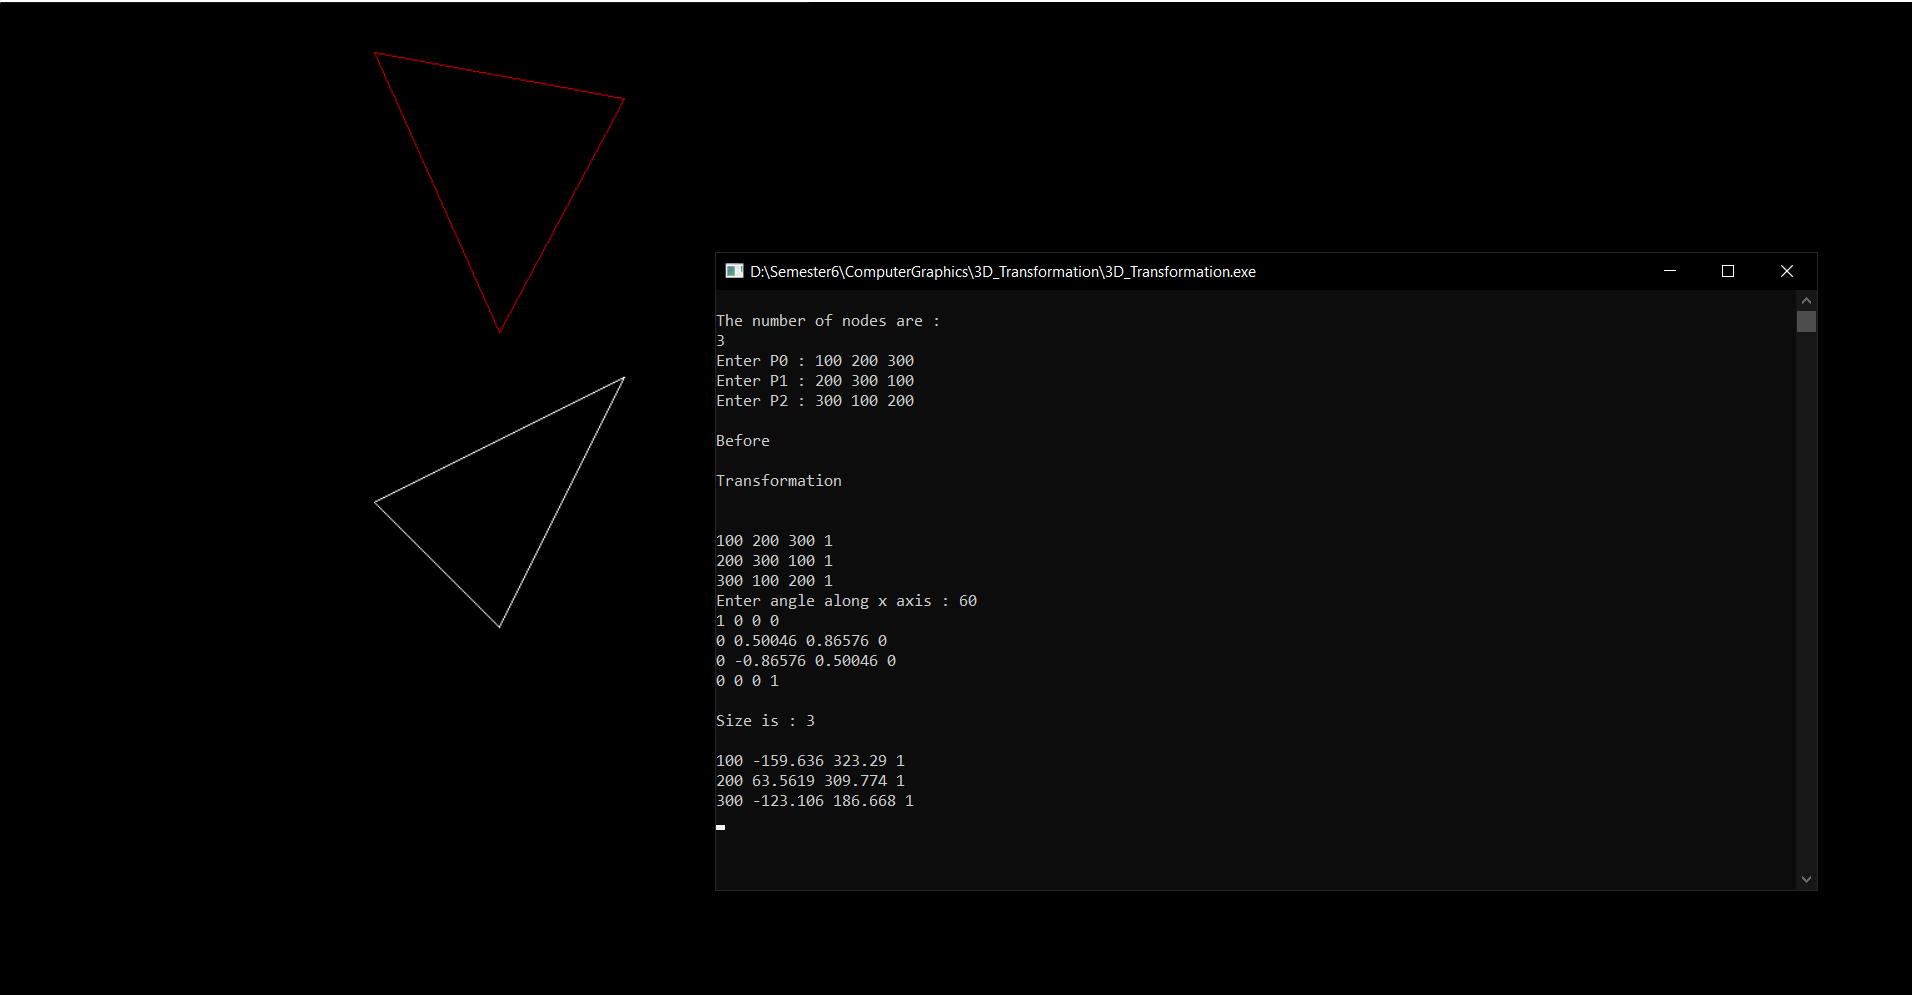 D:\Semester6\ComputerGraphics\3D_Transformation\3D_Transformation.exe
The number of nodes are :
3
Enter P0 : 100 200 300
Enter P1 : 200 300 100
Enter P2 : 300 100 200
Before
Transformation
100 200 300 1
200 300 100 1
300 100 200 1
Enter angle along x axis : 60
1 0 0 0
0 0.50046 0.86576 0
0 -0.86576 0.50046 0
0 0 0 1
Size is : 3
100 -159.636 323.29 1
200 63.5619 309.774 1
300 -123.106 186.668 1